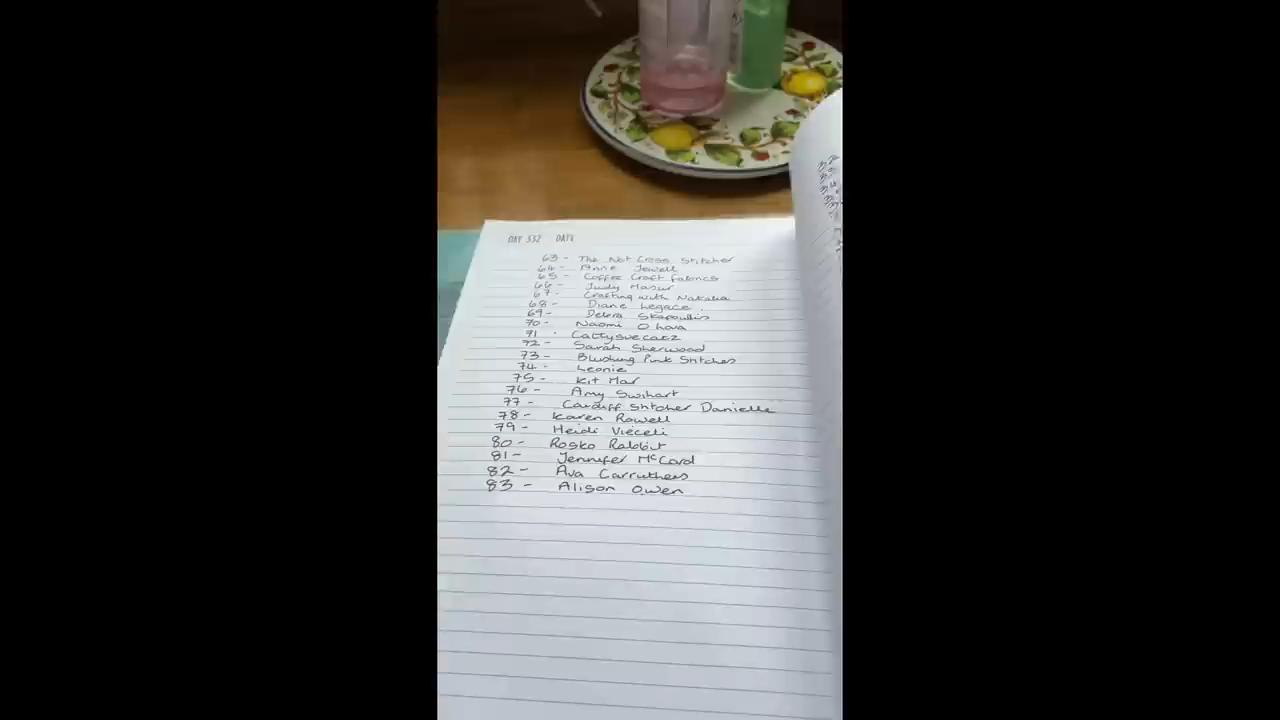 DAY 332 DATE
63 - The Not Cross Stitcher
64 - Anne Jewell
65 - Coffee Craft fabrics
66 - Judy Masur
67 - Crafting with Natalia
68 - Diane Legace
69 - Debra
70 - Naomi O hara
71 - Cattysuecatz
72 - Sarah Sherwood
73 - Blushing Pink Stitches
74 - Leonie
75 - Kit Mar
76 - Amy Swihart
77 - Cardiff Stitcher Danielle
78 - Karen Rowell
79 - Heidi Vieceli
80 - Rosko Rabbit
81 - Jennifer McCord
82 - Ava Carruthers
83 - Alison Owen